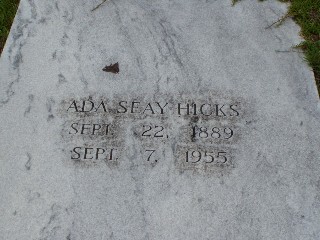 ADA SEAY HICKS
SEPT. 22, 1889
SEPT. 7, 1955